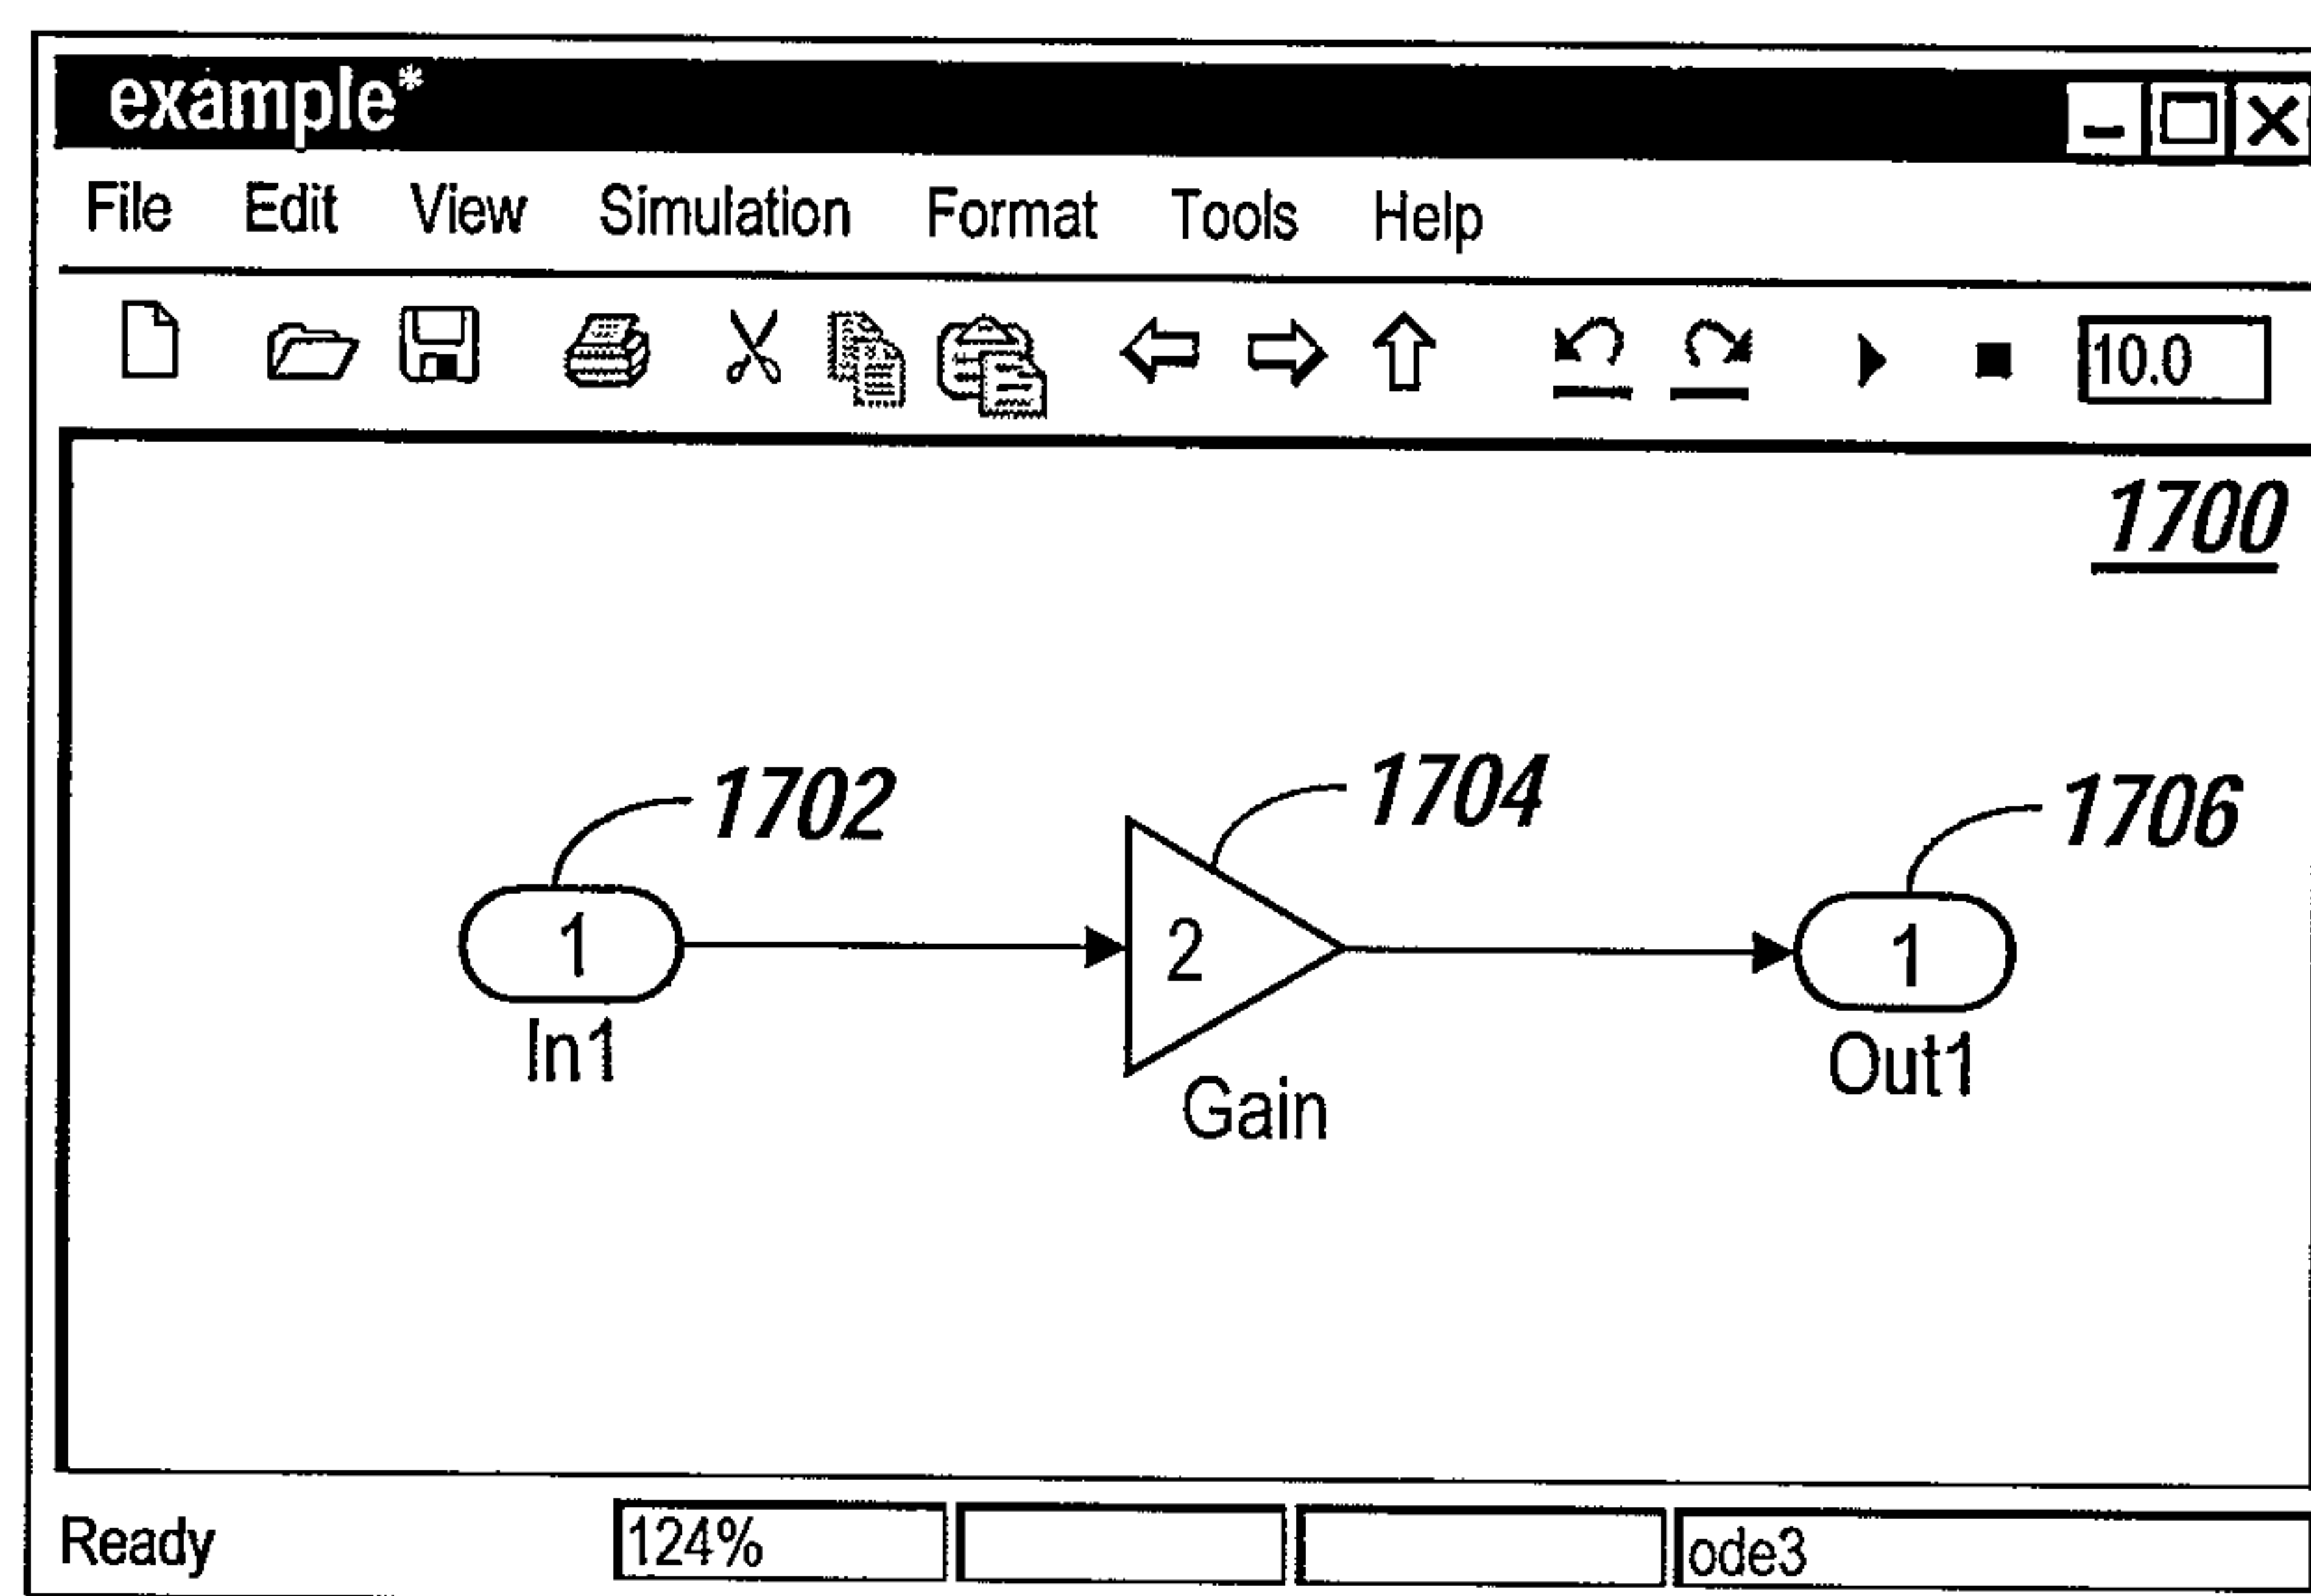 example*
File Edit View Simulation Format Tools Help
10.0
1700
1702 1704 1706
1 2 1
In1 Gain Out1
Ready 124% ode3